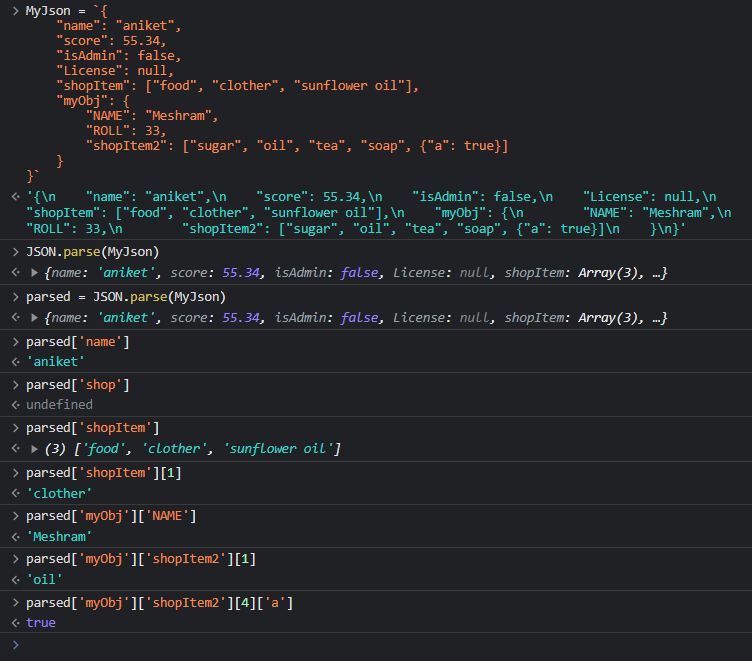 > MyJson = `{
    "name": "aniket",
    "score": 55.34,
    "isAdmin": false,
    "License": null,
    "shopItem": ["food", "clother", "sunflower oil"],
    "myObj": {
        "NAME": "Meshram",
        "ROLL": 33,
        "shopItem2": ["sugar", "oil", "tea", "soap", {"a": true}]
    }
}`
'{\n    "name": "aniket",\n    "score": 55.34,\n    "isAdmin": false,\n    "License": null,\n
"shopItem": ["food", "clother", "sunflower oil"],\n    "myObj": {\n        "NAME": "Meshram",\n
"ROLL": 33,\n        "shopItem2": ["sugar", "oil", "tea", "soap", {"a": true}]\n    }\n}'
> JSON.parse(MyJson)
▶ {name: 'aniket', score: 55.34, isAdmin: false, License: null, shopItem: Array(3), …}
> parsed = JSON.parse(MyJson)
▶ {name: 'aniket', score: 55.34, isAdmin: false, License: null, shopItem: Array(3), …}
> parsed['name']
'aniket'
> parsed['shop']
undefined
> parsed['shopItem']
▶ (3) ['food', 'clother', 'sunflower oil']
> parsed['shopItem'][1]
'clother'
> parsed['myObj']['NAME']
'Meshram'
> parsed['myObj']['shopItem2'][1]
'oil'
> parsed['myObj']['shopItem2'][4]['a']
true
>